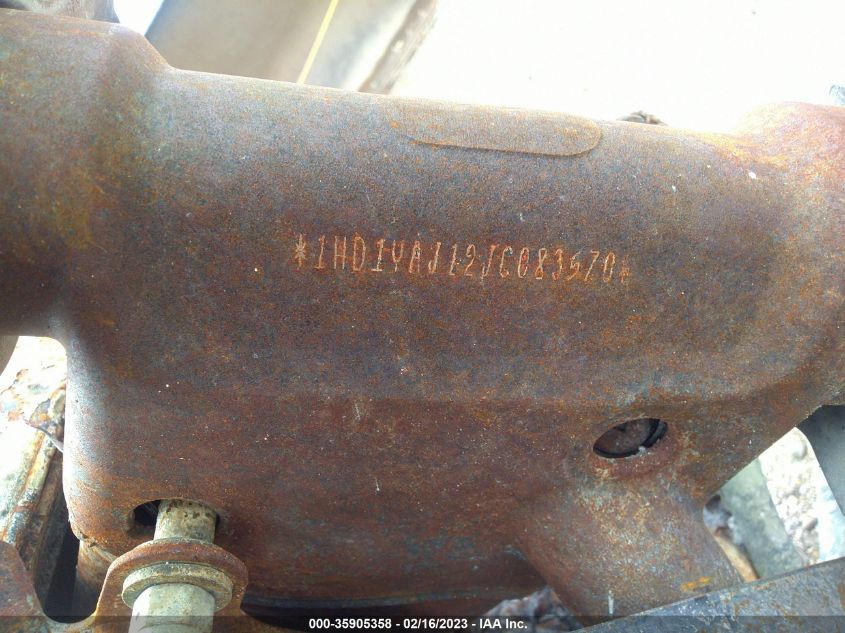 *1HD1YAJ12JC083570*
000-35905358 - 02/16/2023 - IAA Inc.